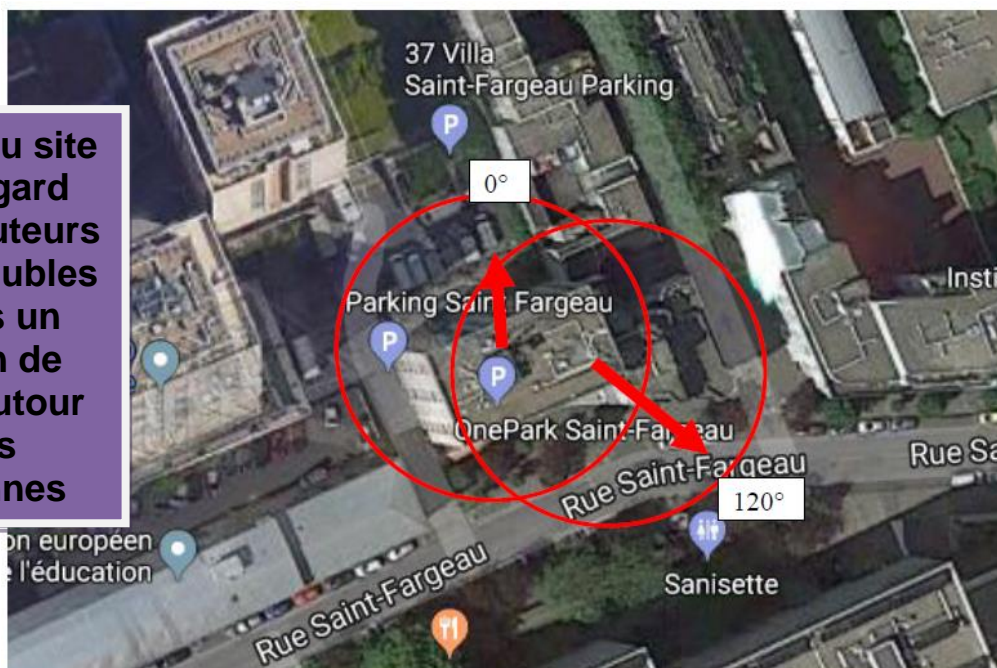 u site
gard
uteurs
ubles
s un
n de
utour
s
nnes
37 Villa
Saint-Fargeau Parking
P
0°
Parking Saint Fargeau
P
P
OnePark Saint-Fargeau
Insti
Rue Saint-Fargeau
Rue Sa
120°
on européen
e l'éducation
Sanisette
Rue Saint-Fargeau